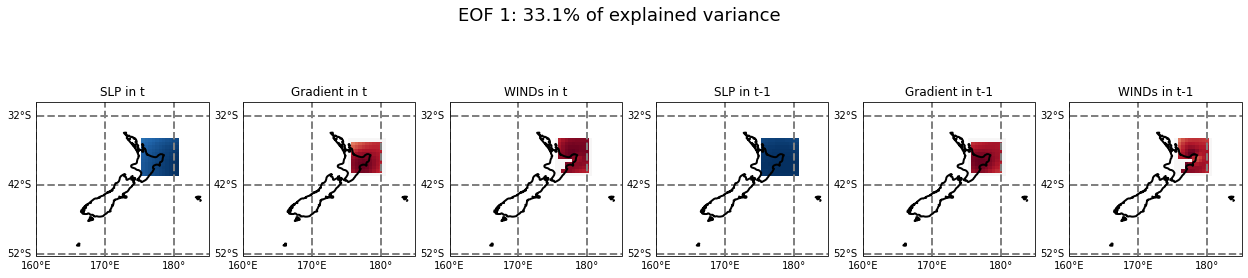 EOF 1: 33.1% of explained variance
SLP in t
Gradient in t
WINDs in t
SLP in t-1
Gradient in t-1
WINDs in t-1
32°S 32°S 32°S 32°S 32°S 32°S
42°S 42°S 42°S 42°S 42°S 42°S
52°S 52°S 52°S 52°S 52°S 52°S
160°E 170°E 180° 160°E 170°E 180° 160°E 170°E 180° 160°E 170°E 180° 160°E 170°E 180° 160°E 170°E 180°